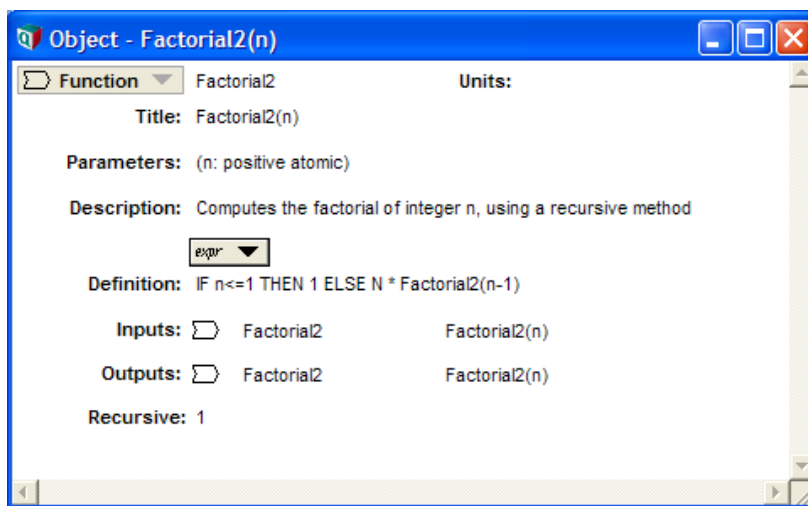 Object - Factorial2(n)
Function Factorial2 Units:
Title: Factorial2(n)
Parameters: (n: positive atomic)
Description: Computes the factorial of integer n, using a recursive method
expr
Definition: IF n<=1 THEN 1 ELSE N * Factorial2(n-1)
Inputs: Factorial2 Factorial2(n)
Outputs: Factorial2 Factorial2(n)
Recursive: 1